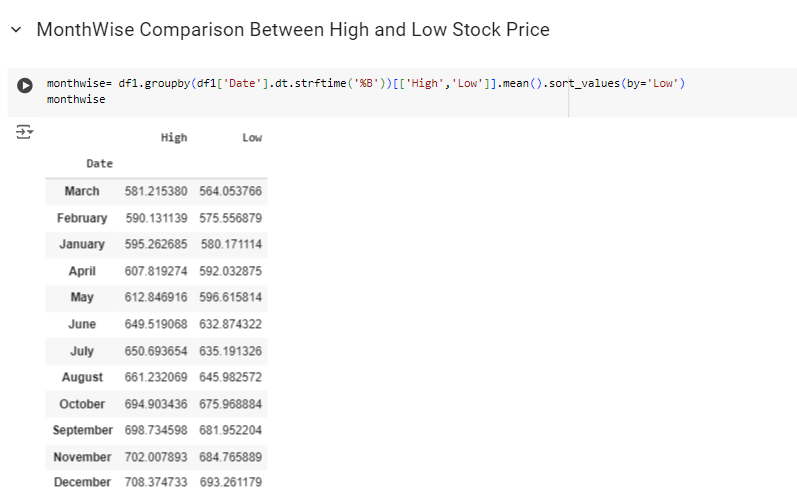 MonthWise Comparison Between High and Low Stock Price
monthwise= df1.groupby(df1['Date'].dt.strftime('%B'))[['High','Low']].mean().sort_values(by='Low')
monthwise
High Low
Date
March 581.215380 564.053766
February 590.131139 575.556879
January 595.262685 580.171114
April 607.819274 592.032875
May 612.846916 596.615814
June 649.519068 632.874322
July 650.693654 635.191326
August 661.232069 645.982572
October 694.903436 675.968884
September 698.734598 681.952204
November 702.007893 684.765889
December 708.374733 693.261179